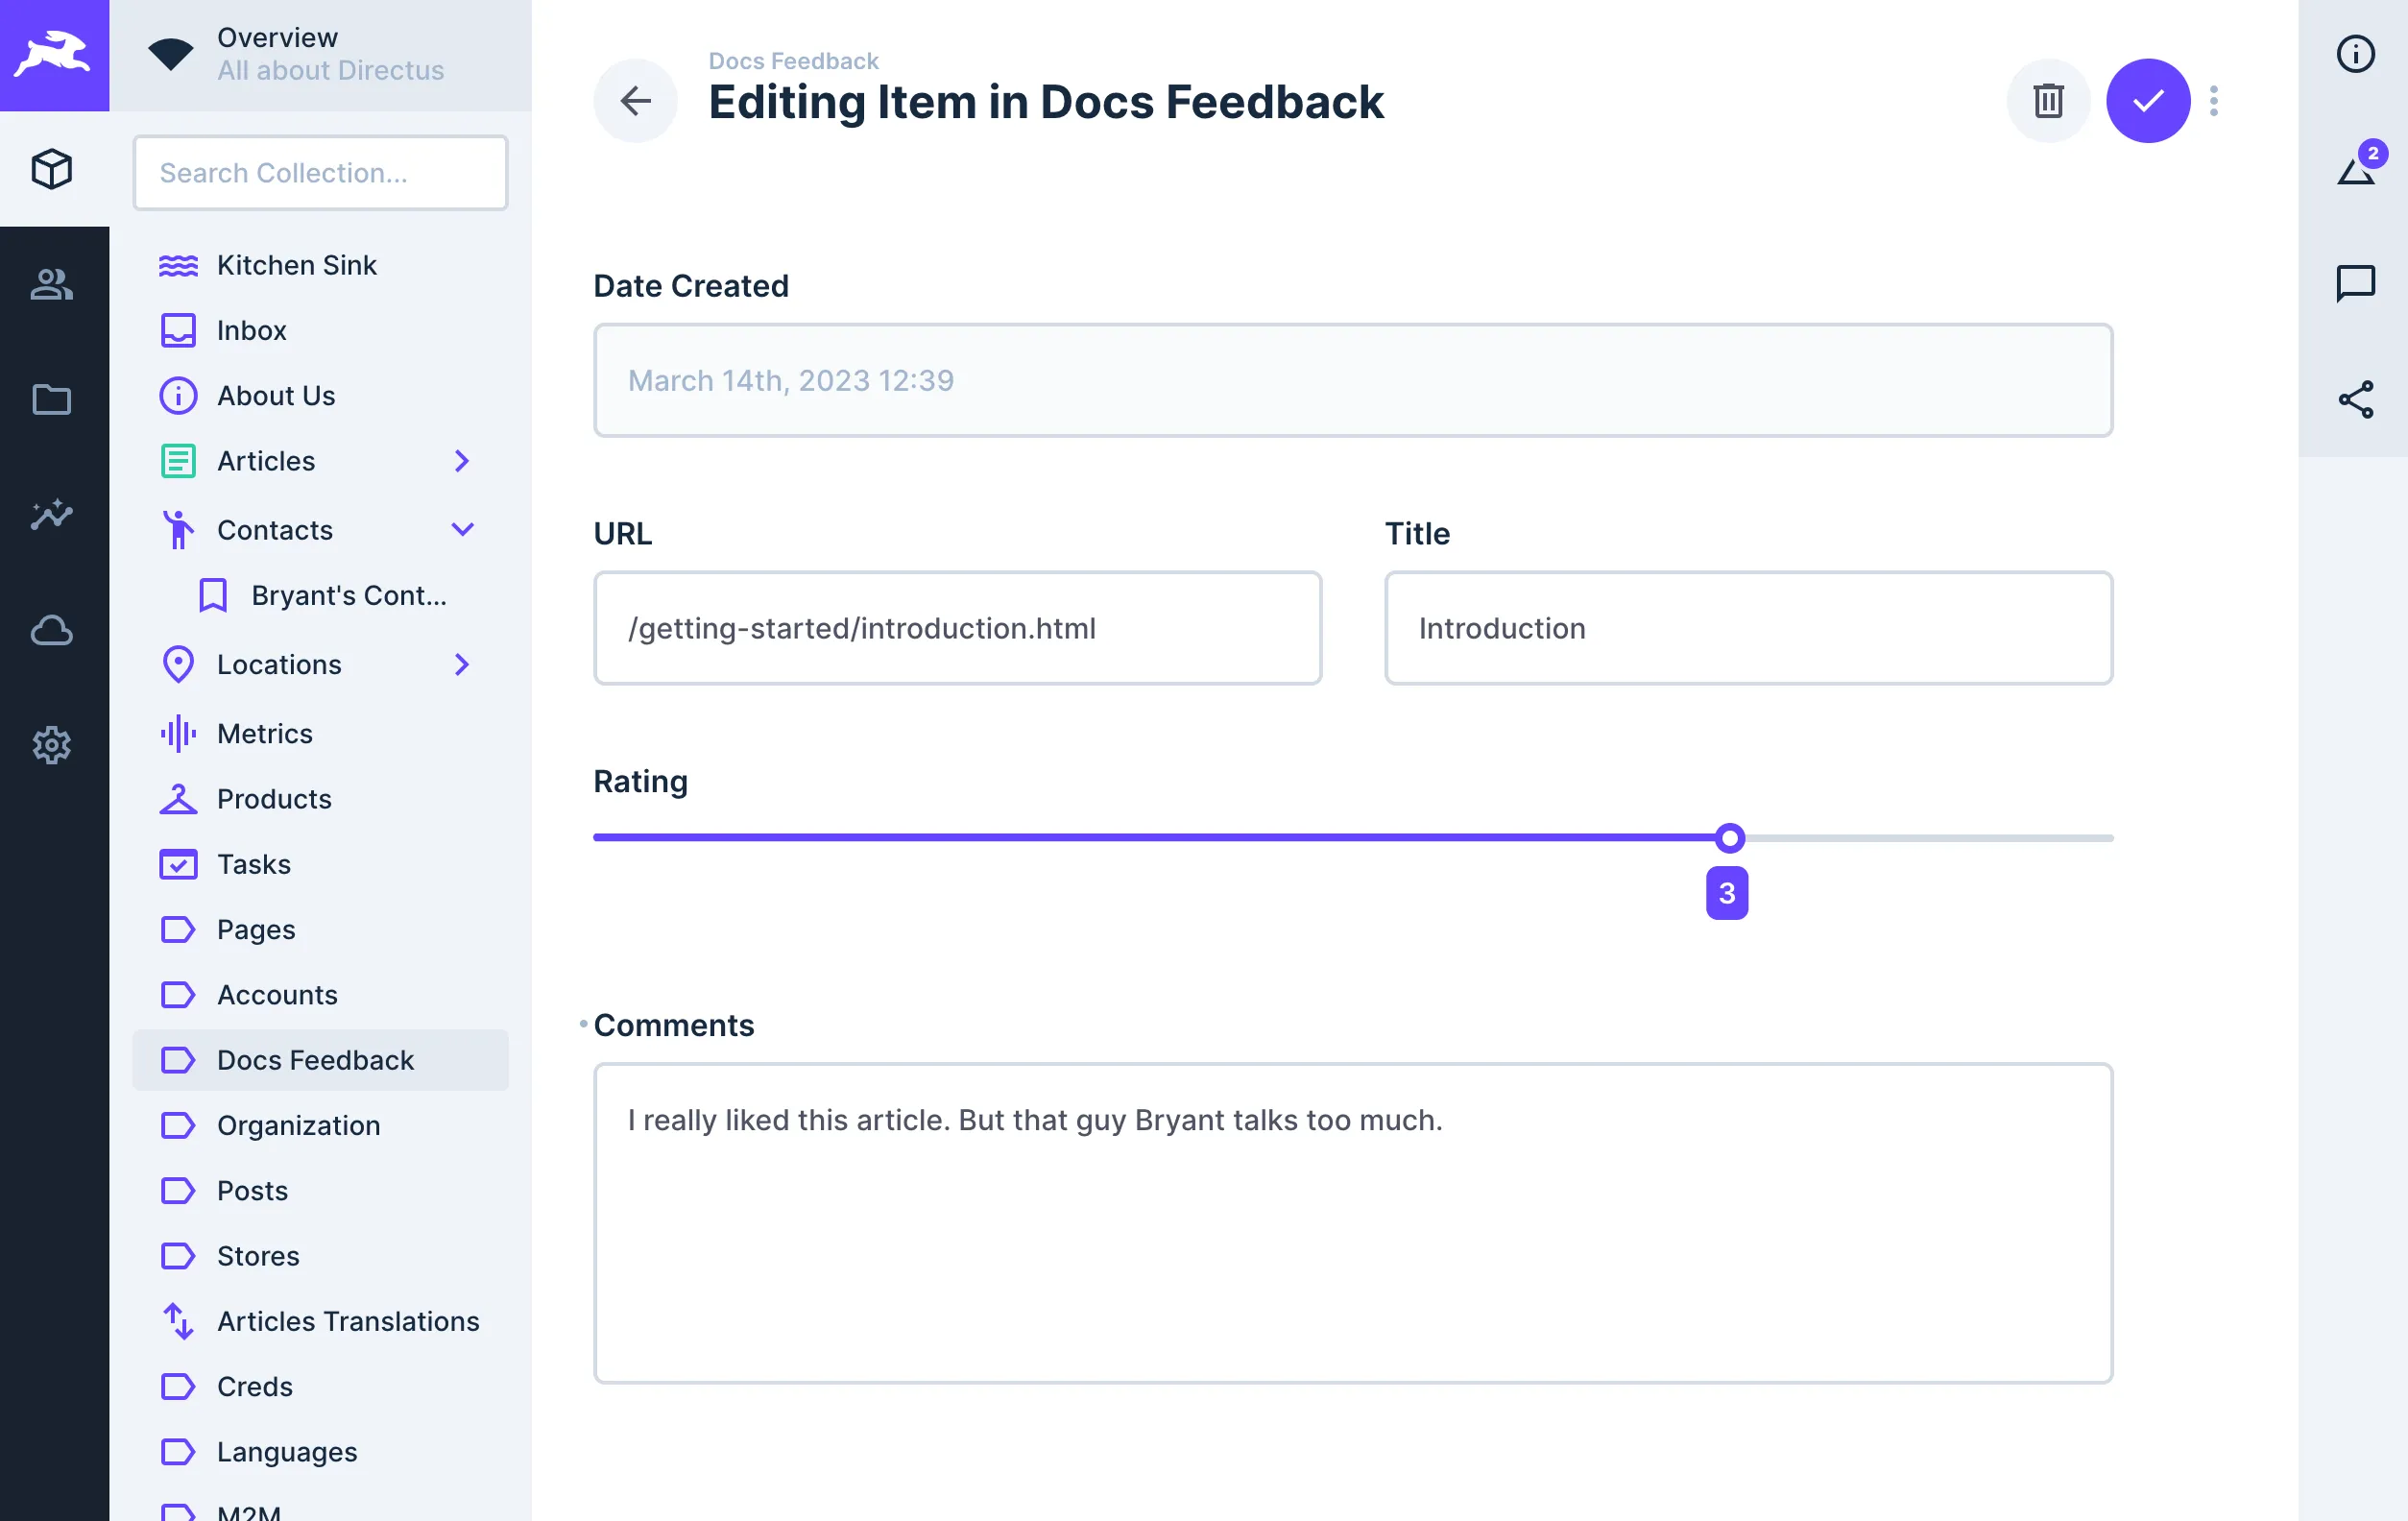 Overview
All about Directus
Search Collection...
Kitchen Sink
Inbox
About Us
Articles
Contacts
Bryant's Cont...
Locations
Metrics
Products
Tasks
Pages
Accounts
Docs Feedback
Organization
Posts
Stores
Articles Translations
Creds
Languages
M2M
Docs Feedback
Editing Item in Docs Feedback
Date Created
March 14th, 2023 12:39
URL
Title
/getting-started/introduction.html
Introduction
Rating
3
Comments
I really liked this article. But that guy Bryant talks too much.
2